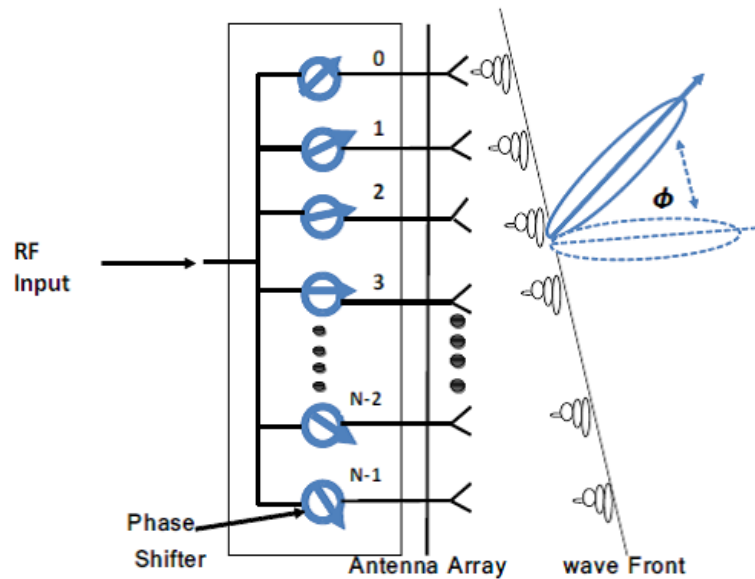 0
1
2
ϕ
RF
Input
3
N-2
N-1
Phase
Shifter
Antenna Array
wave Front